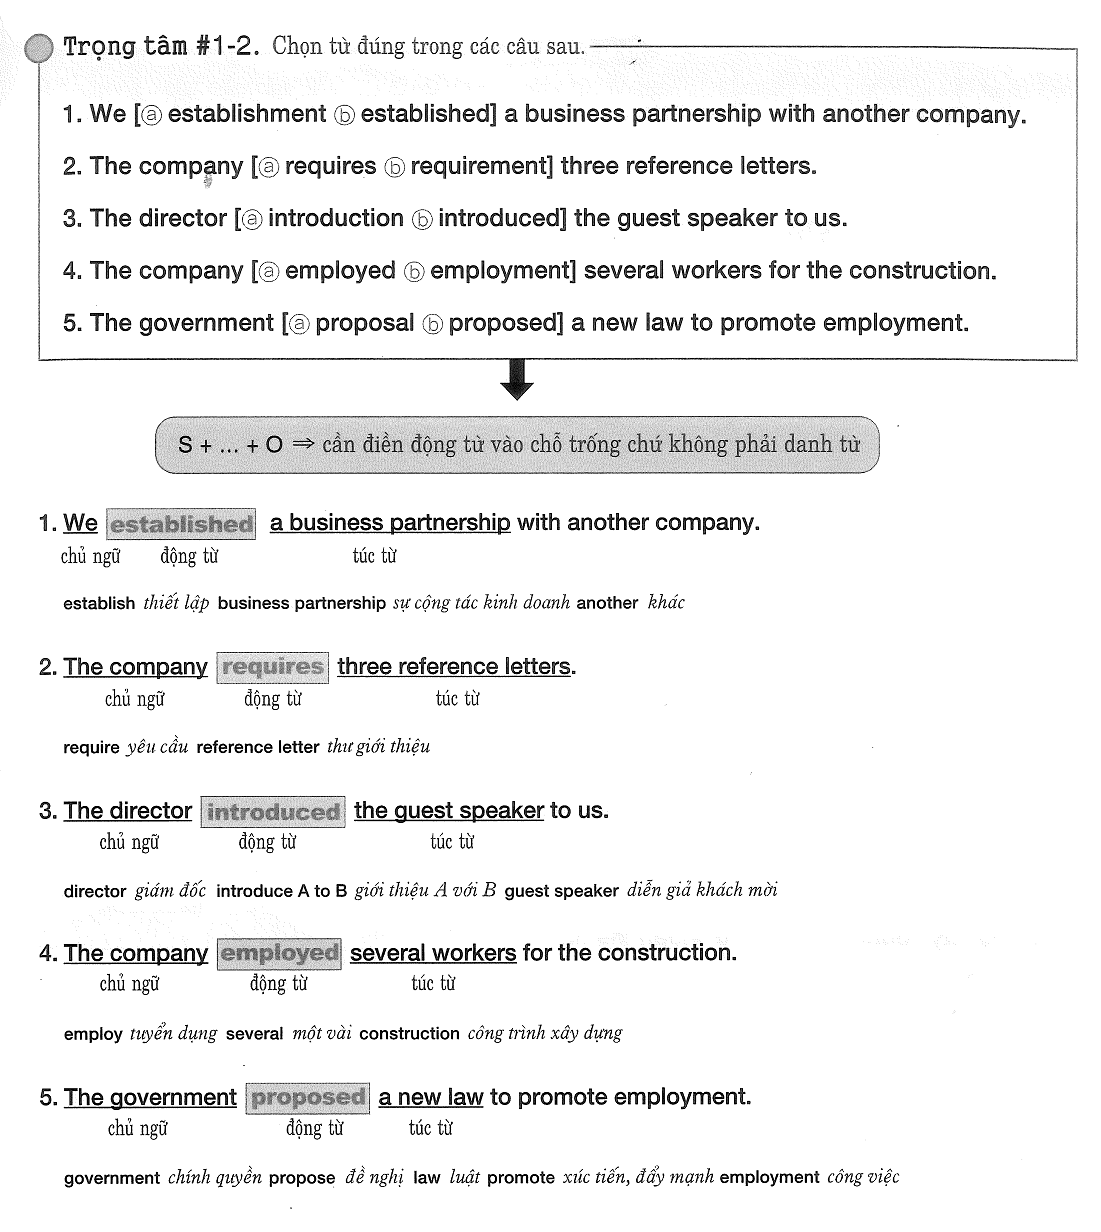 Trọng tâm #1-2. Chọn từ đúng trong các câu sau.
1. We [ⓐ establishment ⓑ established] a business partnership with another company.
2. The company [ⓐ requires ⓑ requirement] three reference letters.
3. The director [ⓐ introduction ⓑ introduced] the guest speaker to us.
4. The company [ⓐ employed ⓑ employment] several workers for the construction.
5. The government [ⓐ proposal ⓑ proposed] a new law to promote employment.
S + ... + O ⇒ cần điền động từ vào chỗ trống chứ không phải danh từ
1. We established a business partnership with another company.
chủ ngữ động từ túc từ
establish thiết lập business partnership sự cộng tác kinh doanh another khác
2. The company requires three reference letters.
chủ ngữ động từ túc từ
require yêu cầu reference letter thư giới thiệu
3. The director introduced the guest speaker to us.
chủ ngữ động từ túc từ
director giám đốc introduce A to B giới thiệu A với B guest speaker diễn giả khách mời
4. The company employed several workers for the construction.
chủ ngữ động từ túc từ
employ tuyển dụng several một vài construction công trình xây dựng
5. The government proposed a new law to promote employment.
chủ ngữ động từ túc từ
government chính quyền propose đề nghị law luật promote xúc tiến, đẩy mạnh employment công việc